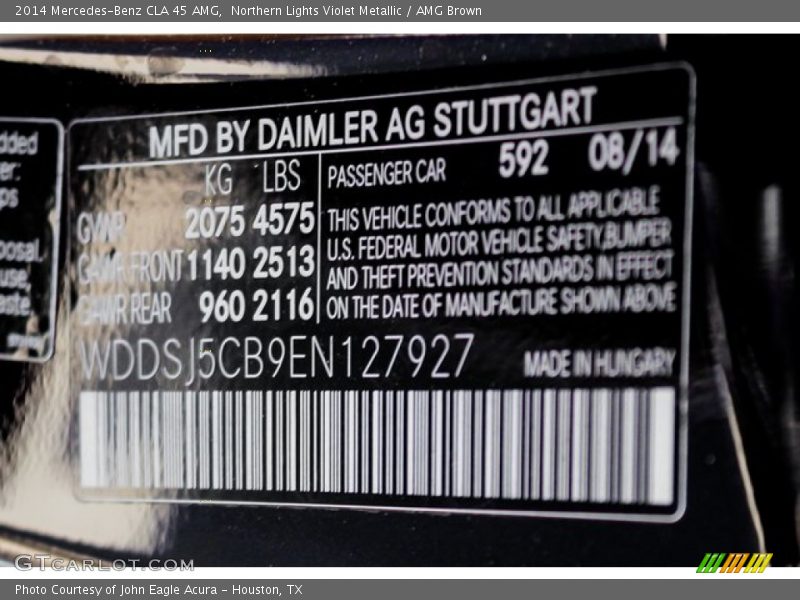 2014 Mercedes-Benz CLA 45 AMG,  Northern Lights Violet Metallic / AMG Brown
MFD BY DAIMLER AG STUTTGART
KG LBS
GWWR 2075 4575
GAWR FRONT 1140 2513
GAWR REAR 960 2116
PASSENGER CAR 592 08/14
THIS VEHICLE CONFORMS TO ALL APPLICABLE
U.S. FEDERAL MOTOR VEHICLE SAFETY,BUMPER
AND THEFT PREVENTION STANDARDS IN EFFECT
ON THE DATE OF MANUFACTURE SHOWN ABOVE
WDDSJ5CB9EN127927
MADE IN HUNGARY
GTCARLOT.COM
Photo Courtesy of John Eagle Acura - Houston, TX